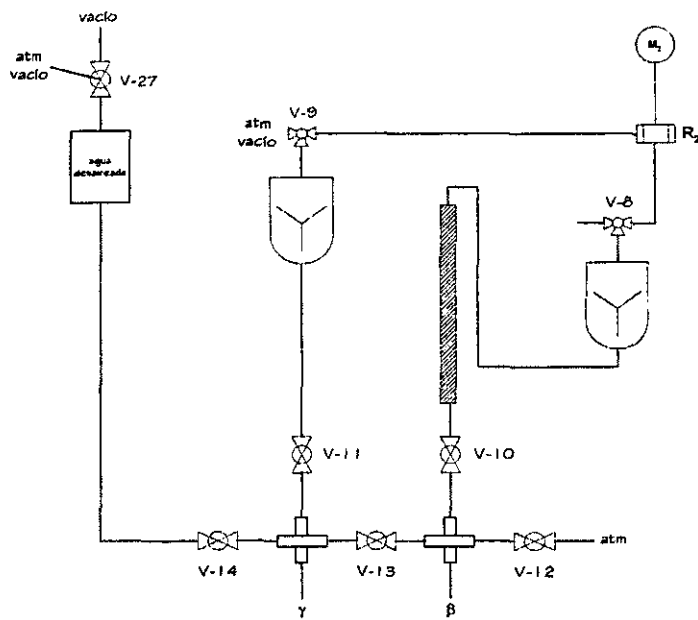 vacío
atm
vacío
V-27
agua
desaireada
atm
vacío
V-9
M₂
R₂
V-8
V-11
V-10
V-14
V-13
V-12
atm
γ
β